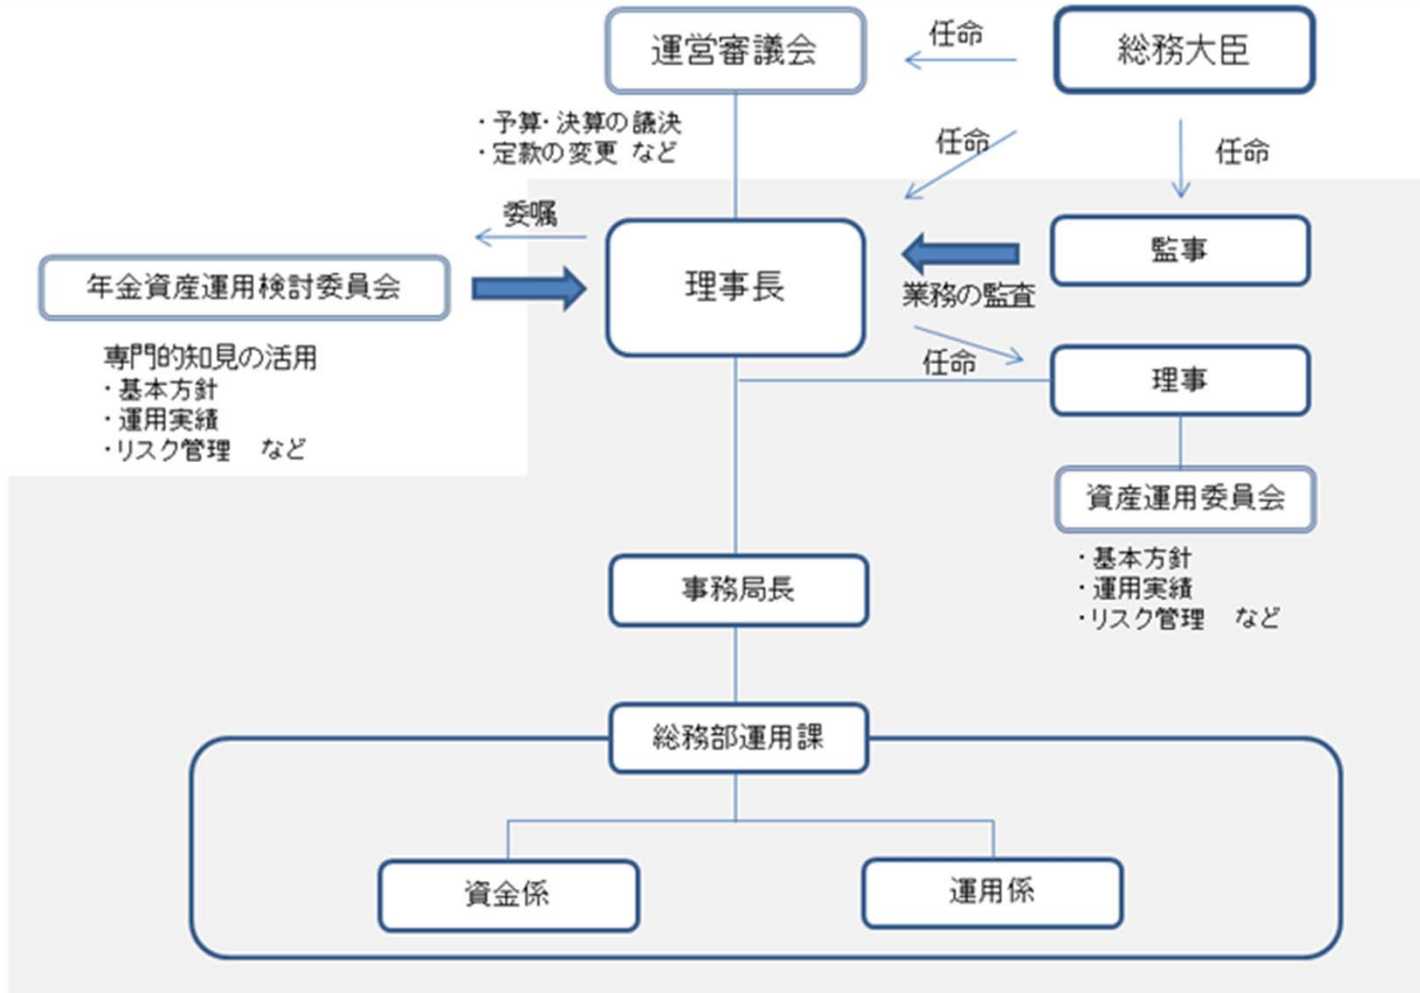 運営審議会
任命
総務大臣
・予算・決算の議決
・定款の変更 など
任命
任命
委嘱
年金資産運用検討委員会
理事長
監事
業務の監査
専門的知見の活用
・基本方針
・運用実績
・リスク管理　など
任命
理事
資産運用委員会
・基本方針
・運用実績
・リスク管理　など
事務局長
総務部運用課
資金係
運用係